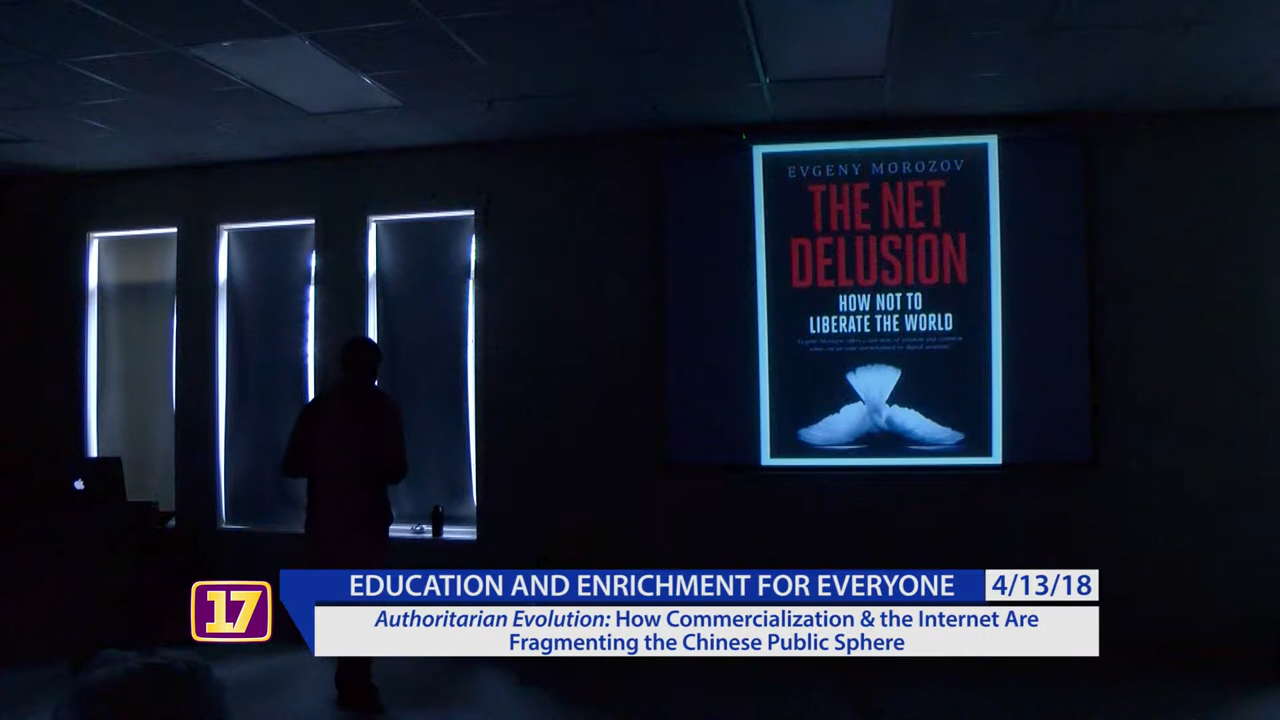 EVGENY MOROZOV
THE NET
DELUSION
HOW NOT TO
LIBERATE THE WORLD
17
EDUCATION AND ENRICHMENT FOR EVERYONE
4/13/18
Authoritarian Evolution: How Commercialization & the Internet Are
Fragmenting the Chinese Public Sphere